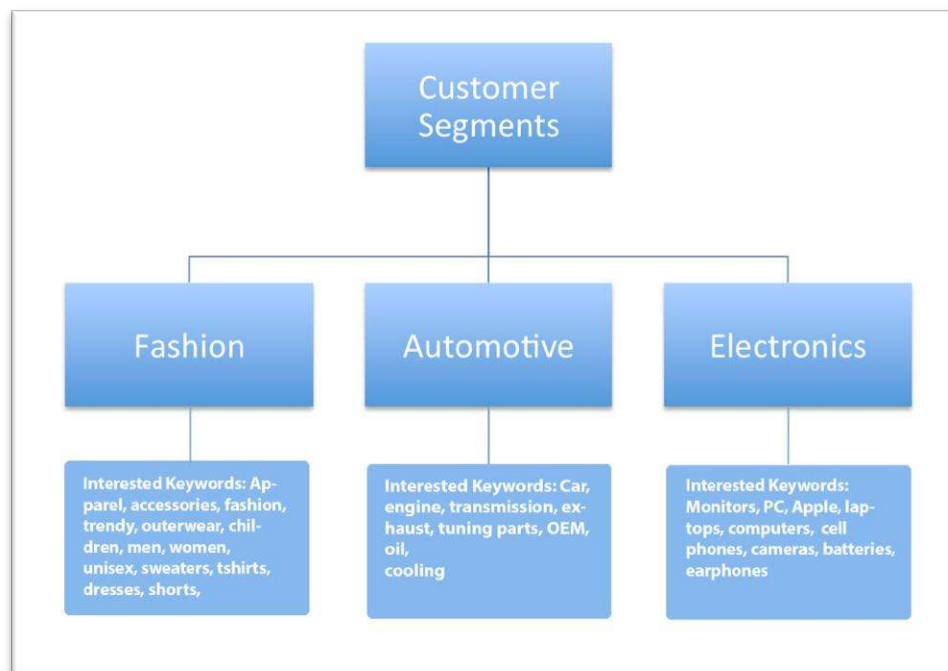 Customer
Segments
Fashion
Automotive
Electronics
Interested Keywords: Ap-
parel, accessories, fashion,
trendy, outerwear, chil-
dren, men, women,
unisex, sweaters, tshirts,
dresses, shorts,
Interested Keywords: Car,
engine, transmission, ex-
haust, tuning parts, OEM,
oil,
cooling
Interested Keywords:
Monitors, PC, Apple, lap-
tops, computers, cell
phones, cameras, batteries,
earphones